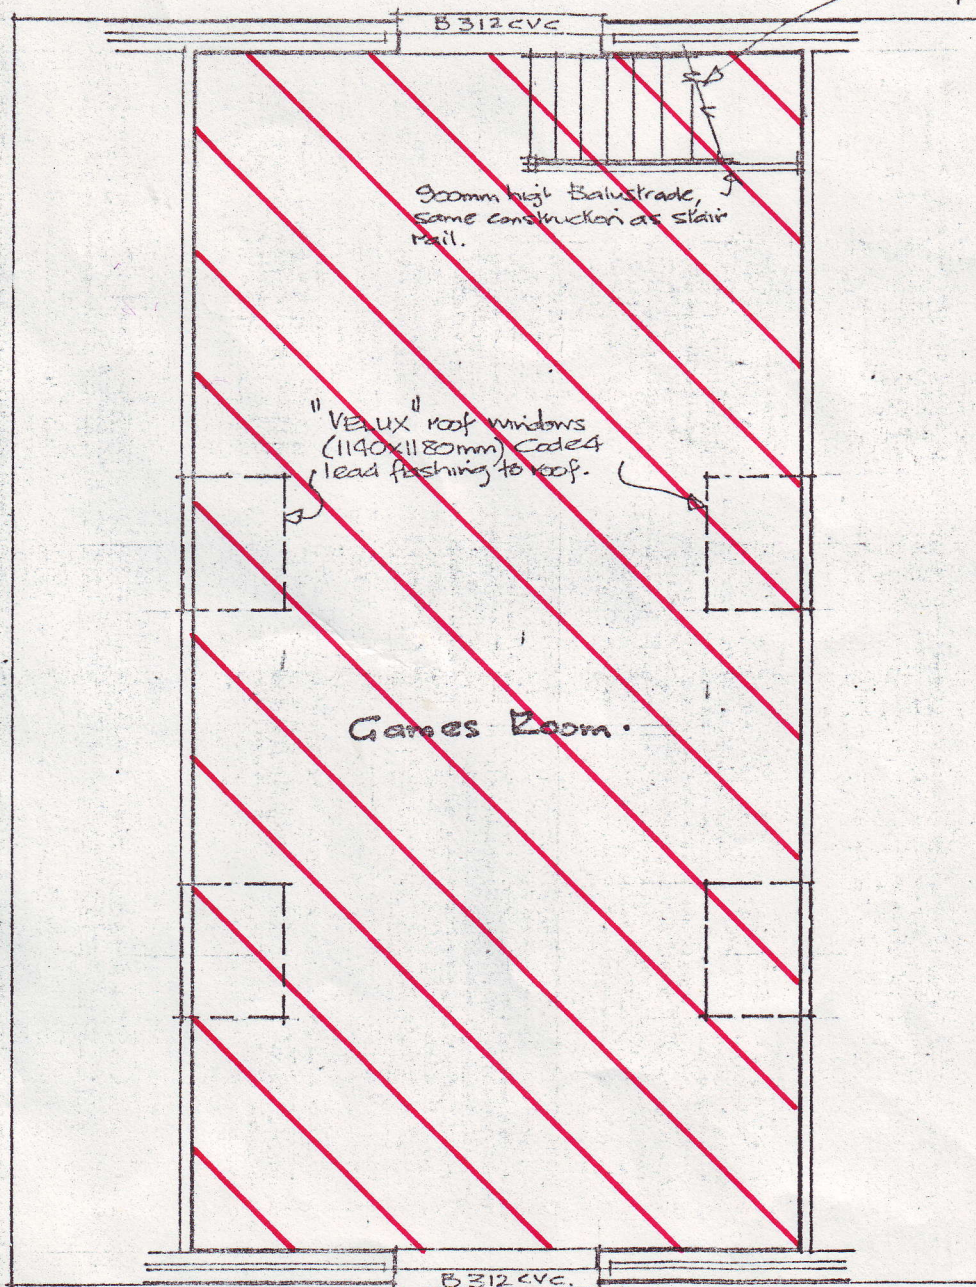 B312CVC
900mm high Balustrade,
same construction as stair
rail.
"VELUX" roof windows
(1140x1180mm) Code4
lead flashing to roof.
Games Room.
B312CVC.